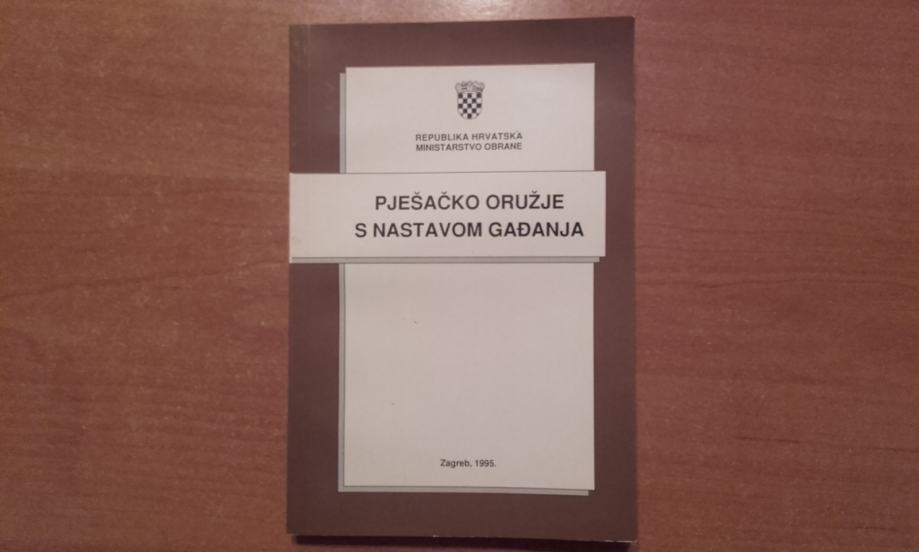 REPUBLIKA HRVATSKA
MINISTARSTVO OBRANE
PJEŠAČKO ORUŽJE
S NASTAVOM GAĐANJA
Zagreb, 1995.